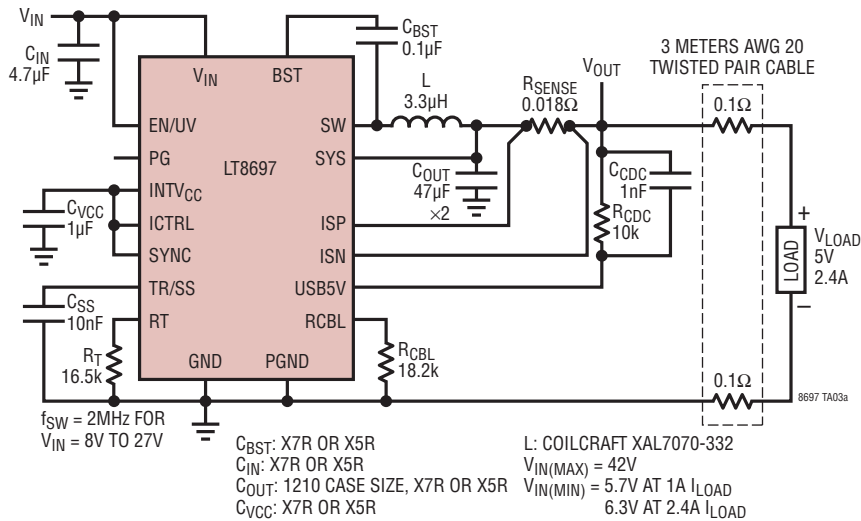 VIN
CIN
4.7µF
CBST
0.1µF
L
3.3µH
RSENSE
0.018Ω
VOUT
3 METERS AWG 20
TWISTED PAIR CABLE
0.1Ω
VIN
BST
EN/UV
SW
PG
SYS
LT8697
INTVCC
ICTRL
SYNC
ISP
ISN
TR/SS
USB5V
RT
RCBL
GND
PGND
CVCC
1µF
COUT
47µF
×2
CCDC
1nF
RCDC
10k
+
LOAD
VLOAD
5V
2.4A
–
CSS
10nF
RT
16.5k
RCBL
18.2k
0.1Ω
8697 TA03a
fSW = 2MHz FOR
VIN = 8V TO 27V
CBST: X7R OR X5R
CIN: X7R OR X5R
COUT: 1210 CASE SIZE, X7R OR X5R
CVCC: X7R OR X5R
L: COILCRAFT XAL7070-332
VIN(MAX) = 42V
VIN(MIN) = 5.7V AT 1A ILOAD
6.3V AT 2.4A ILOAD